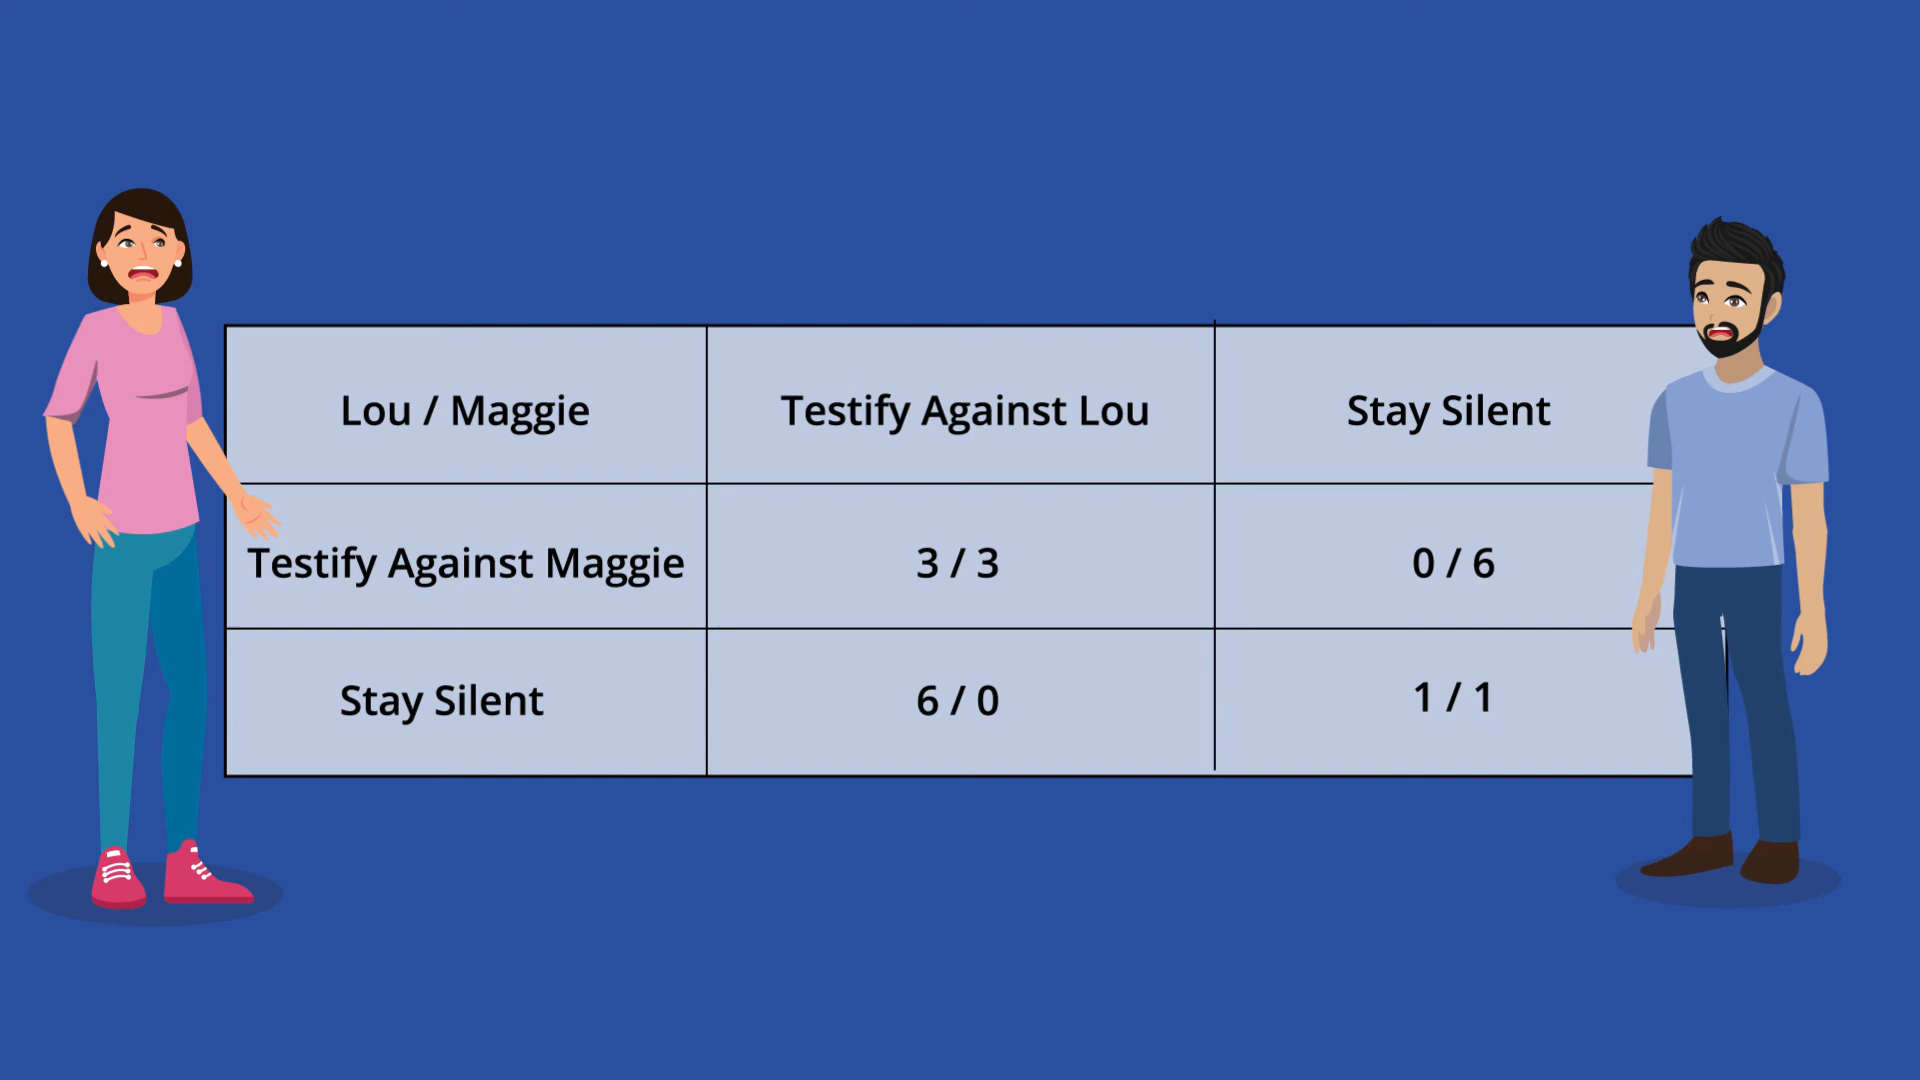 Lou / Maggie
Testify Against Lou
Stay Silent
Testify Against Maggie
3 / 3
0 / 6
Stay Silent
6 / 0
1 / 1